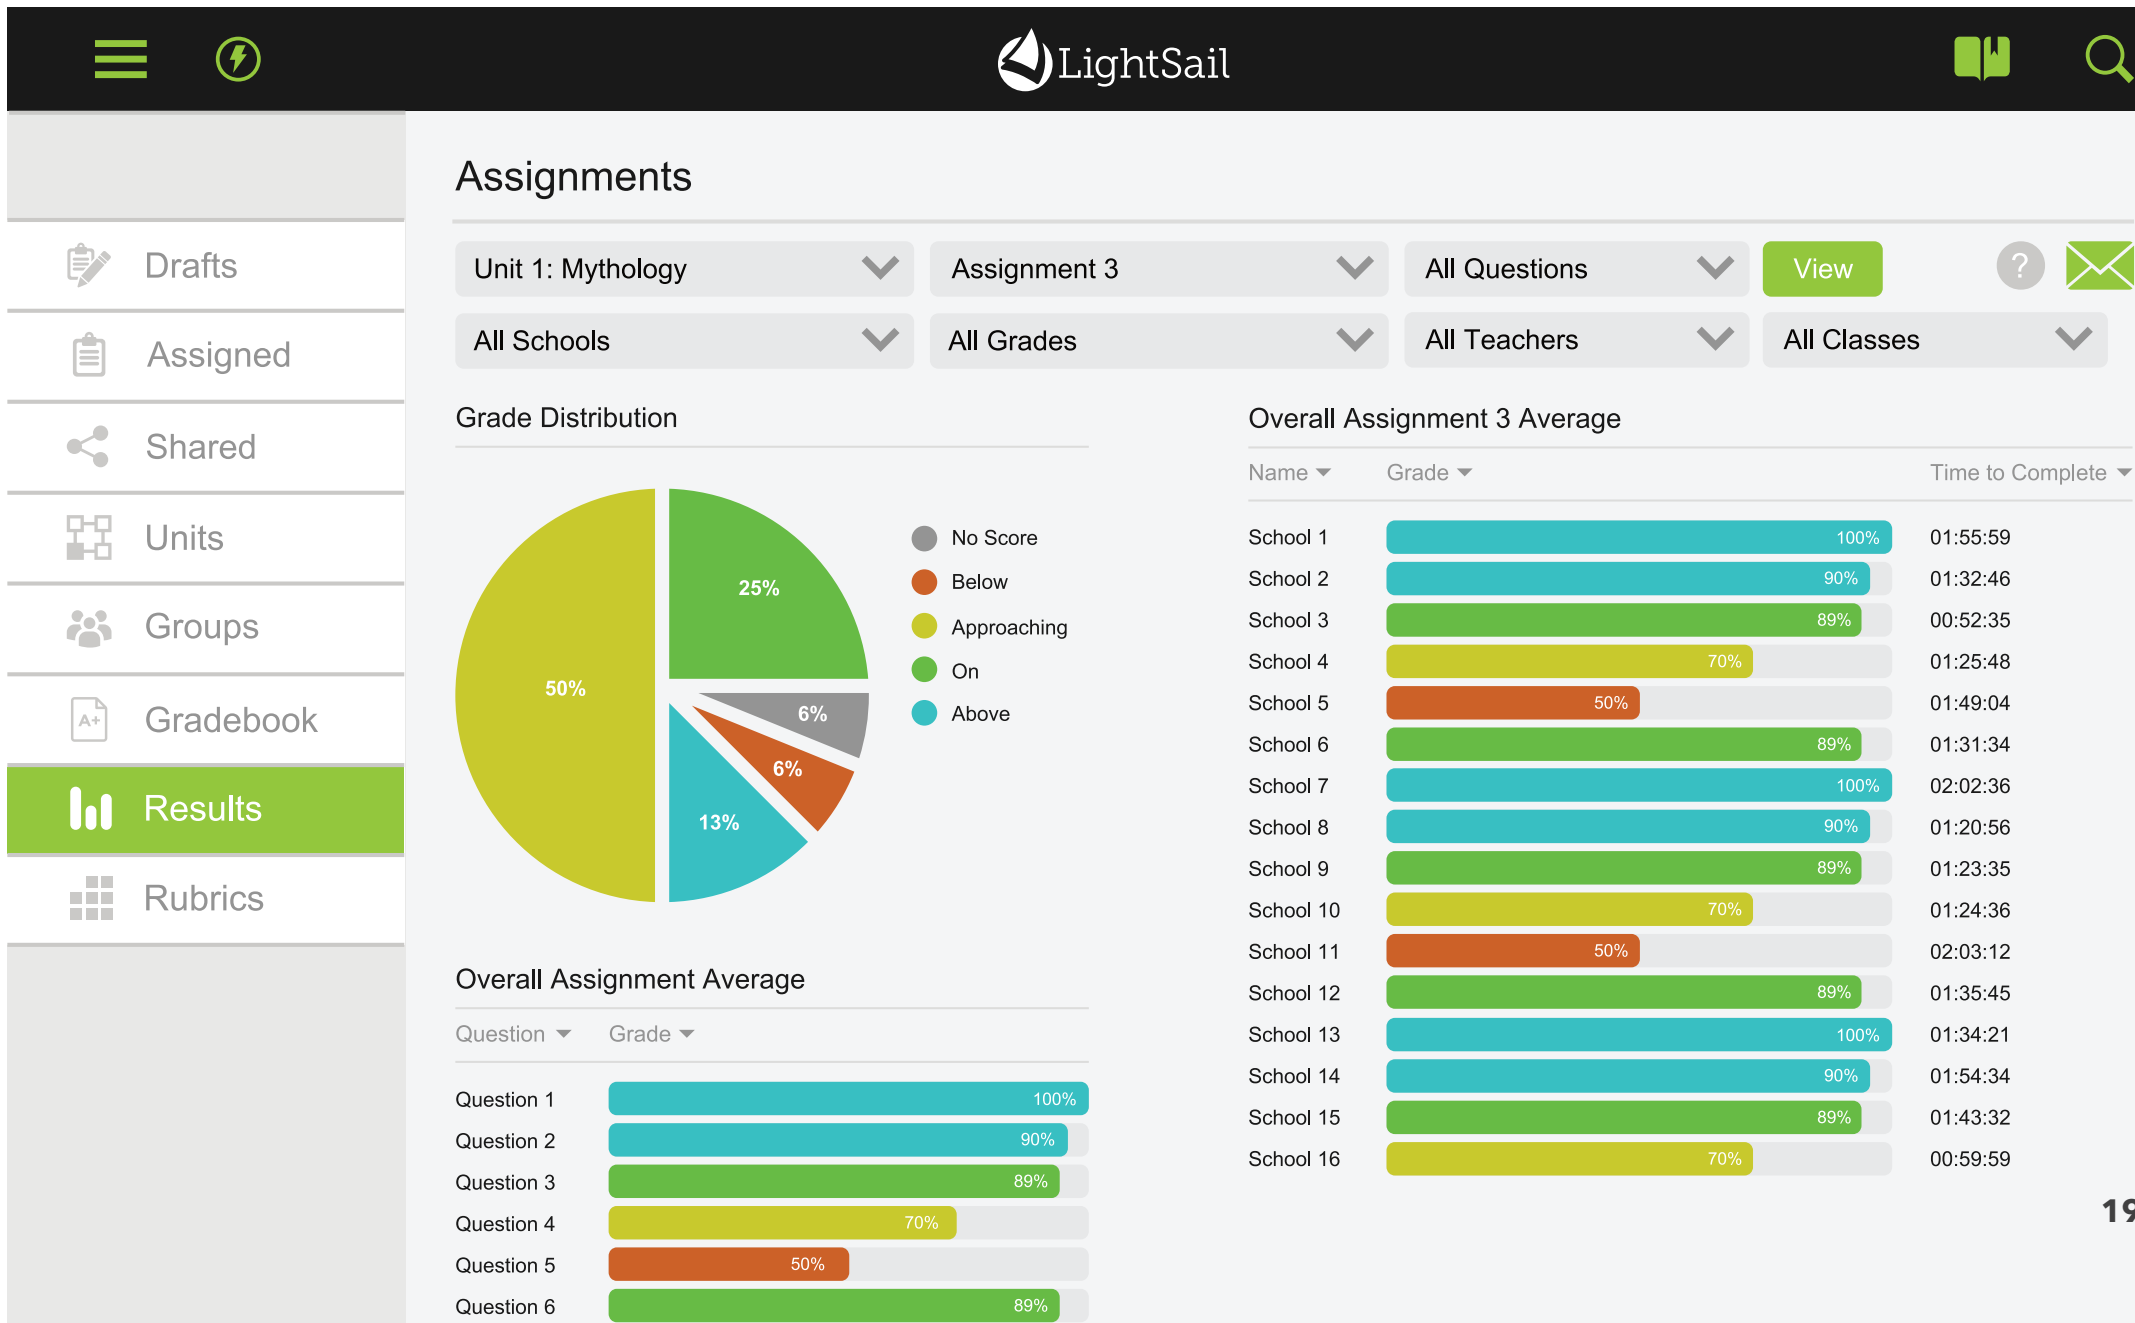 LightSail
Assignments
Drafts
Assigned
Shared
Units
Groups
A+
Gradebook
Results
Rubrics
Unit 1: Mythology
Assignment 3
All Questions
View
?
All Schools
All Grades
All Teachers
All Classes
Grade Distribution
25%
50%
6%
6%
13%
No Score
Below
Approaching
On
Above
Overall Assignment Average
Question Grade
Question 1 100%
Question 2 90%
Question 3 89%
Question 4 70%
Question 5 50%
Question 6 89%
Overall Assignment 3 Average
Name Grade Time to Complete
School 1 100% 01:55:59
School 2 90% 01:32:46
School 3 89% 00:52:35
School 4 70% 01:25:48
School 5 50% 01:49:04
School 6 89% 01:31:34
School 7 100% 02:02:36
School 8 90% 01:20:56
School 9 89% 01:23:35
School 10 70% 01:24:36
School 11 50% 02:03:12
School 12 89% 01:35:45
School 13 100% 01:34:21
School 14 90% 01:54:34
School 15 89% 01:43:32
School 16 70% 00:59:59
19